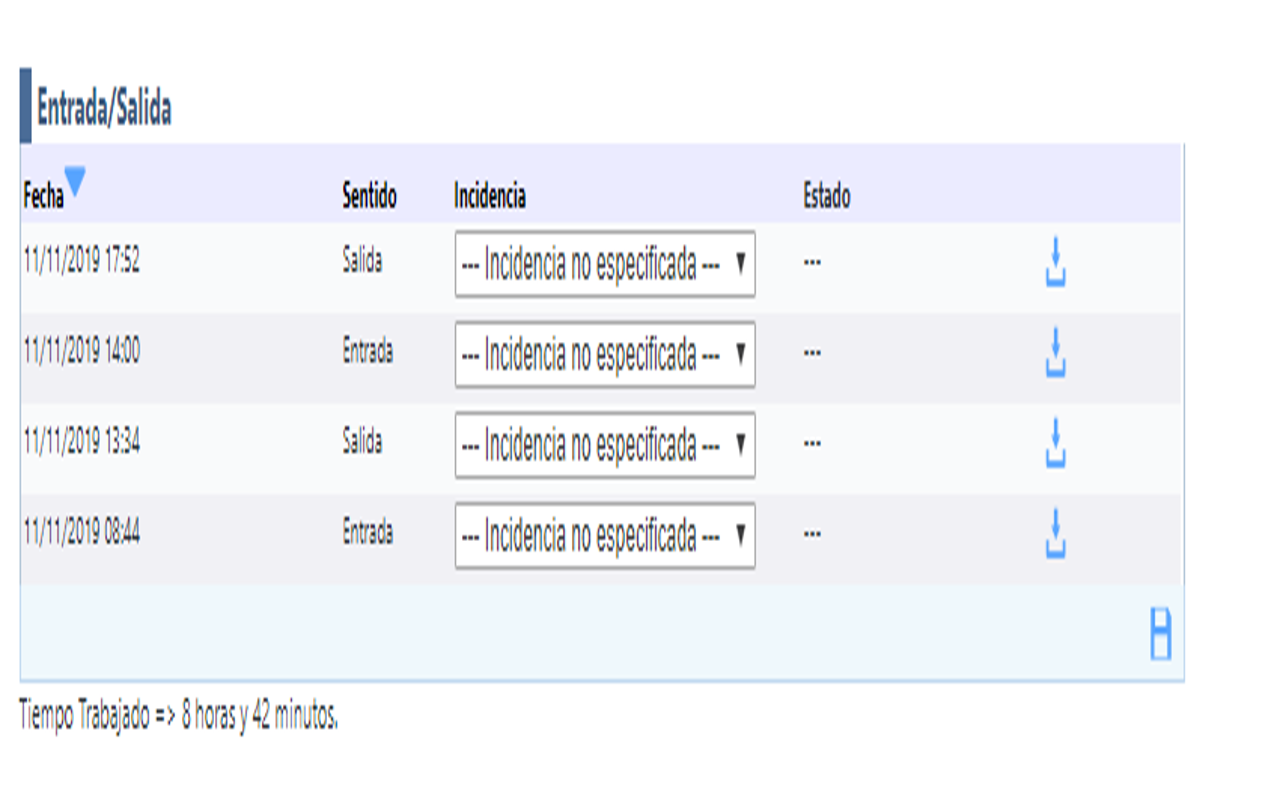 Entrada/Salida
Fecha Sentido Incidencia Estado
11/11/2019 17:52 Salida --- Incidencia no especificada --- ---
11/11/2019 14:00 Entrada --- Incidencia no especificada --- ---
11/11/2019 13:34 Salida --- Incidencia no especificada --- ---
11/11/2019 08:44 Entrada --- Incidencia no especificada --- ---
Tiempo Trabajado => 8 horas y 42 minutos.